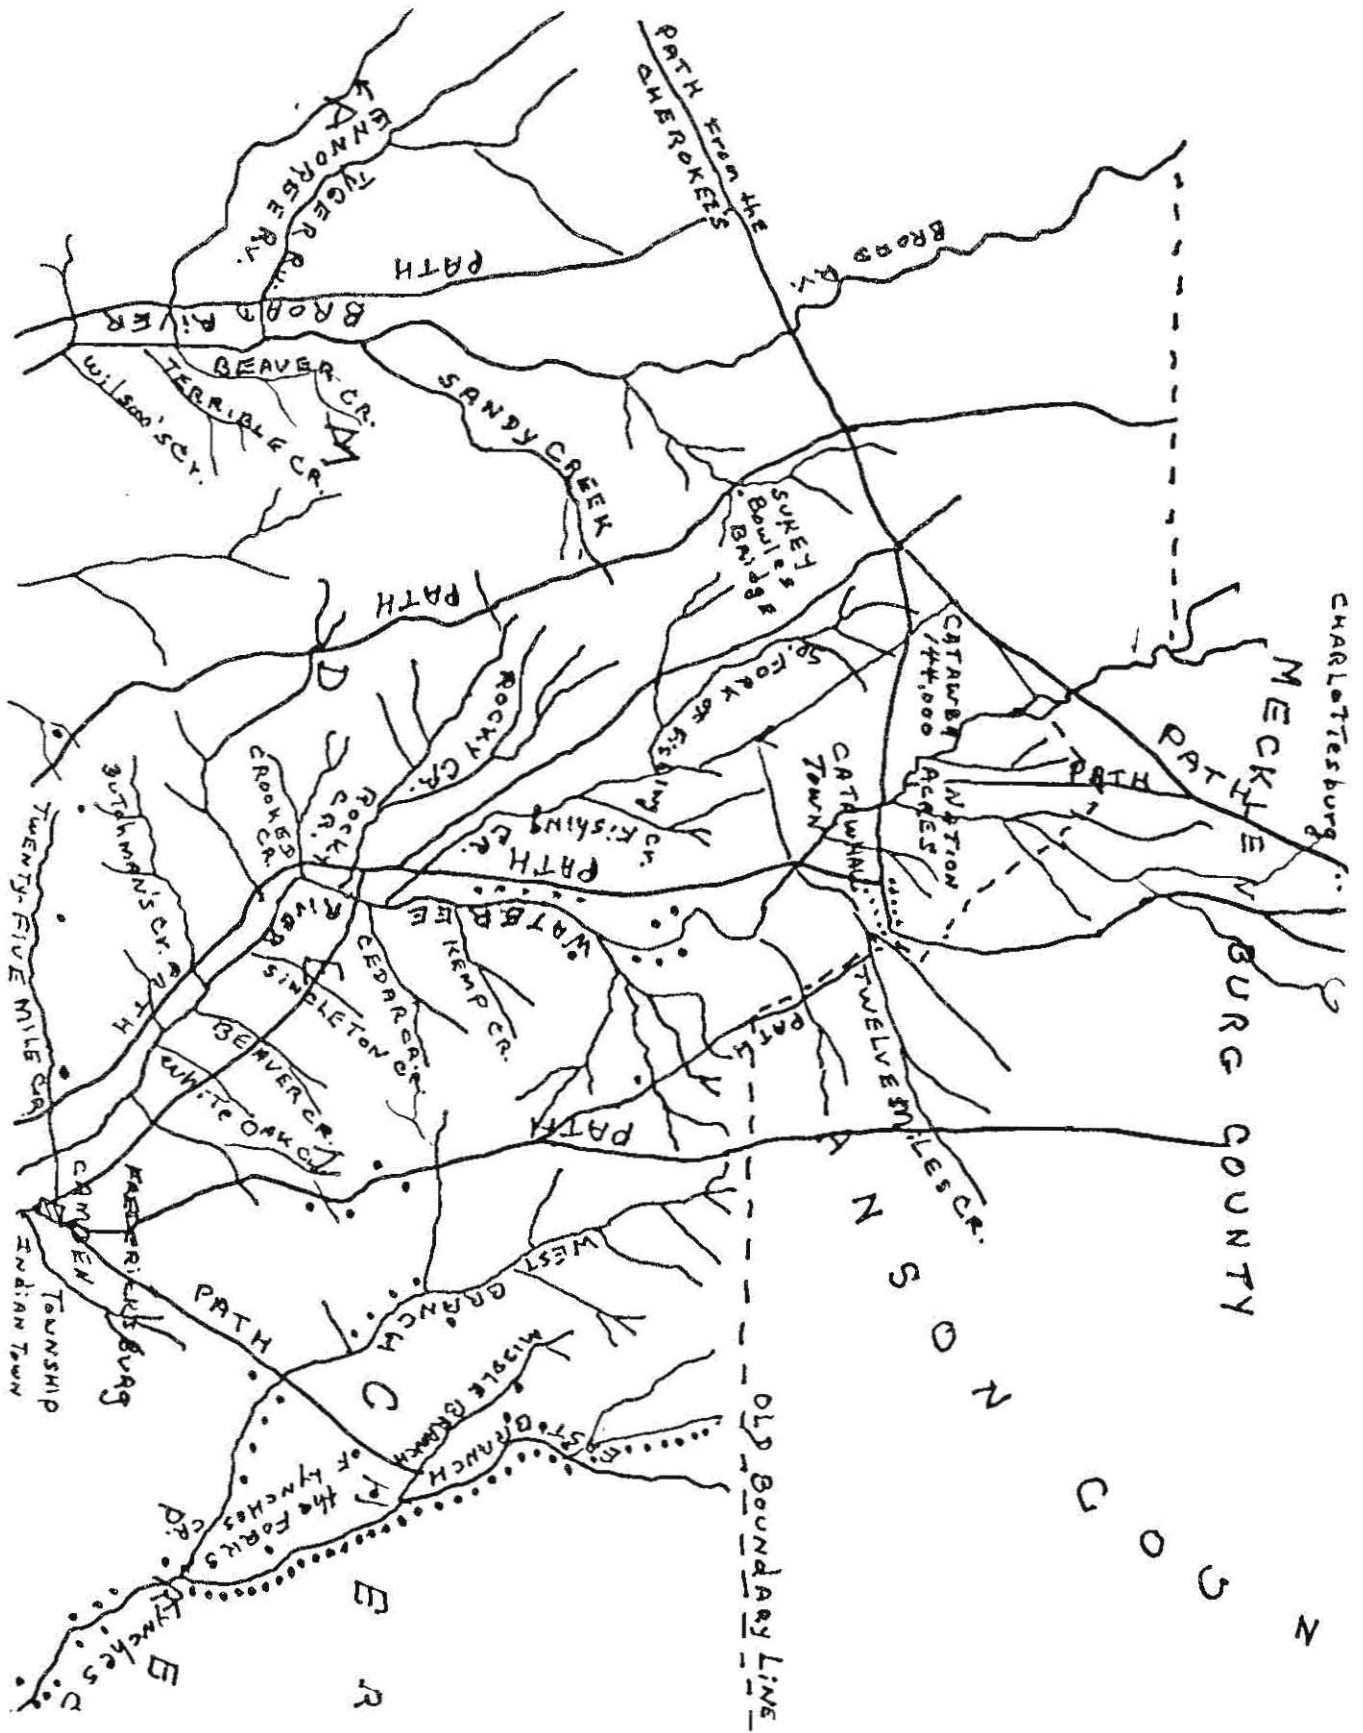 PATH From the
CHEROKEES
BROAD
RV.
ENNOREE RV.
TYGER RV.
PATH
BROAD RiVER
BEAVER CR.
TERRIBLE CR.
Wilson's Cr.
SANDY CREEK
SUKEY
Bowles
Bridge
PATH
D
ROCKY CR.
SO. FORK OF Fishing Cr.
Fishing
CR.
CATAWBA NATION
144,000 ACRES
CATAWBA
Town
PATH
PATH
CHARLoTTesburg
MECKLENBURG COUNTY
PATH
CROOKED
CR.
ROCKY
CR.
RIVER
WATEREE
KEMP CR.
CEDAR CR.
SINGLETON CR.
BEAVER CR.
White OAK CR.
PATH
TWENTY-FIVE MILE CR.
TWELVE MILES CR.
PATH
PATH
ANSON COUN
OLD BOUNDARY LINE
FREDERICKSBURG
CAMDEN
TOWNSHIP
INdiAN TOWN
PATH
WEST
BRANCH
MIDDLE BRANCH
EAST BRANCH
the FORKS
OF LYNCHES
CR.
Lynches
C
C
H
E
R
E